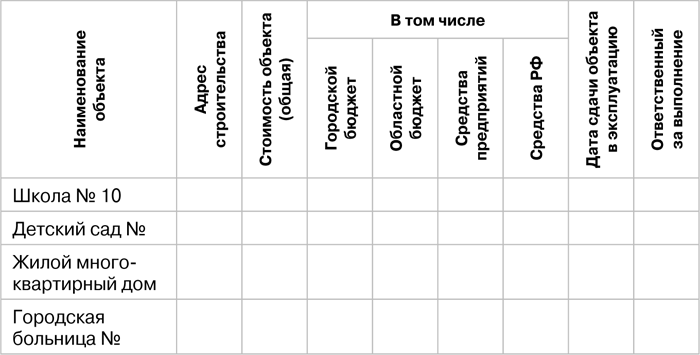 Наименование
объекта
Адрес
строительства
Стоимость объекта
(общая)
В том числе
Городской
бюджет
Областной
бюджет
Средства
предприятий
Средства РФ
Дата сдачи объекта
в эксплуатацию
Ответственный
за выполнение
Школа № 10
Детский сад №
Жилой много-
квартирный дом
Городская
больница №